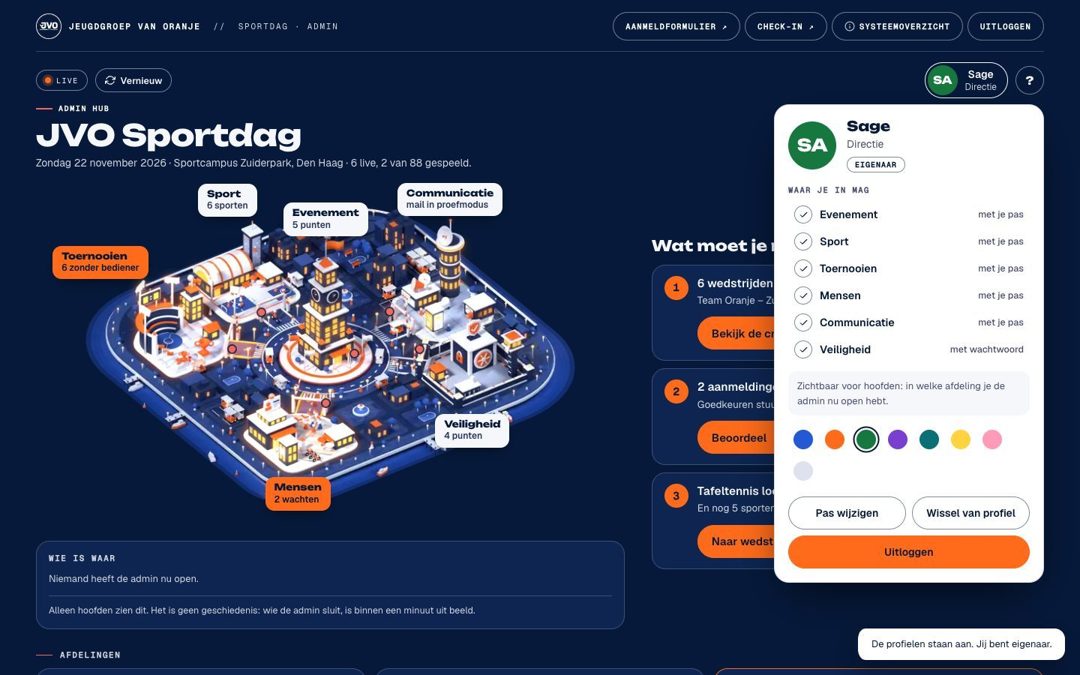 JVO JEUGDGROEP VAN ORANJE // SPORTDAG · ADMIN
AANMELDFORMULIER ↗
CHECK-IN ↗
SYSTEEMOVERZICHT
UITLOGGEN
LIVE
Vernieuw
SA
Sage
Directie
?
ADMIN HUB
JVO Sportdag
Zondag 22 november 2026 · Sportcampus Zuiderpark, Den Haag · 6 live, 2 van 88 gespeeld.
Sport
6 sporten
Evenement
5 punten
Communicatie
mail in proefmodus
Toernooien
6 zonder bediener
Veiligheid
4 punten
Mensen
2 wachten
Wat moet je
1
6 wedstrijden
Team Oranje –
Bekijk de
2
2
Goedkeuren
Beoordeel
3
Tafeltennis
En nog 5
Naar
SA
Sage
Directie
EIGENAAR
WAAR JE IN MAG
Evenement met je pas
Sport met je pas
Toernooien met je pas
Mensen met je pas
Communicatie met je pas
Veiligheid met wachtwoord
Zichtbaar voor hoofden: in welke afdeling je de
admin nu open hebt.
Pas wijzigen
Wissel van profiel
Uitloggen
WIE IS WAAR
Niemand heeft de admin nu open.
Alleen hoofden zien dit. Het is geen geschiedenis: wie de admin sluit, is binnen een minuut uit beeld.
De profielen staan aan. Jij bent eigenaar.
AFDELINGEN